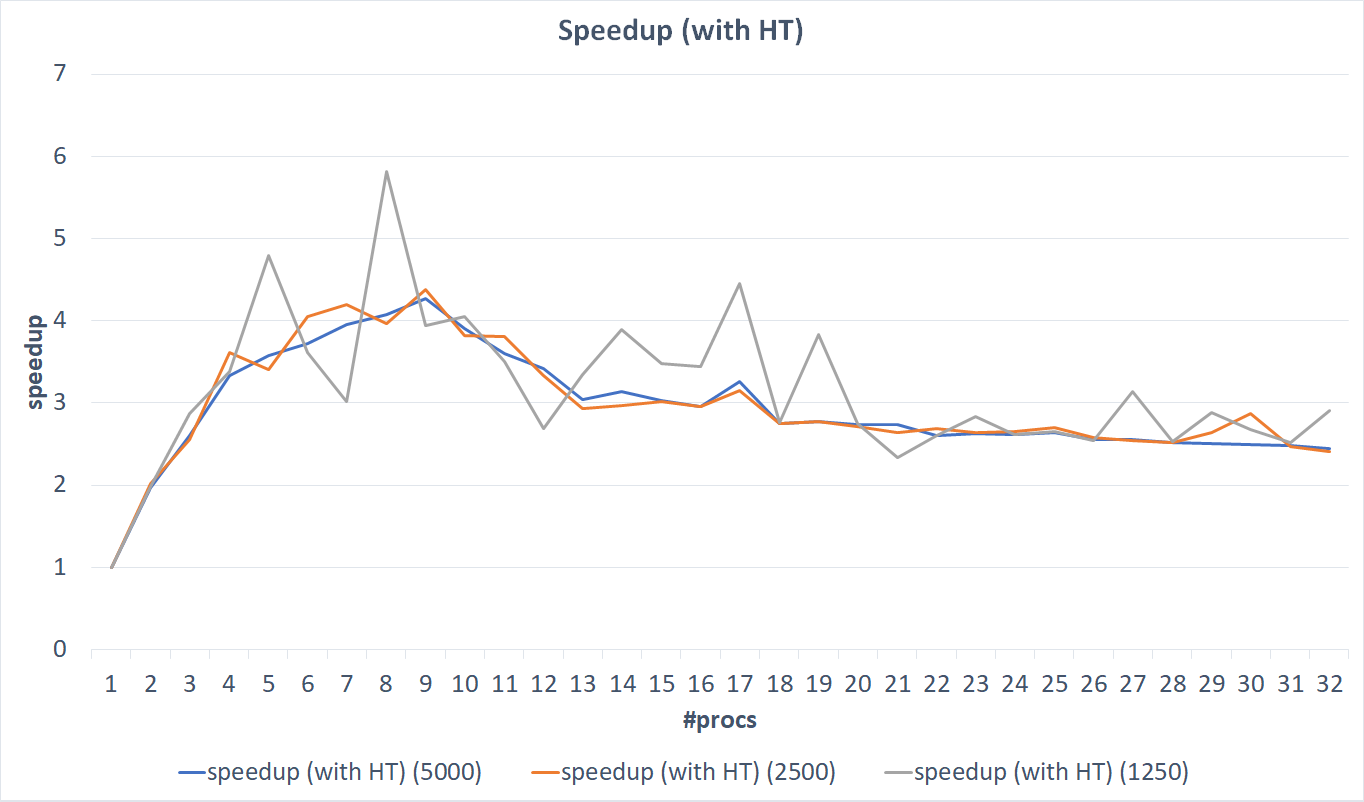 Speedup (with HT)
7
6
5
4
3
2
1
0
speedup
1 2 3 4 5 6 7 8 9 10 11 12 13 14 15 16 17 18 19 20 21 22 23 24 25 26 27 28 29 30 31 32
#procs
speedup (with HT) (5000) speedup (with HT) (2500) speedup (with HT) (1250)